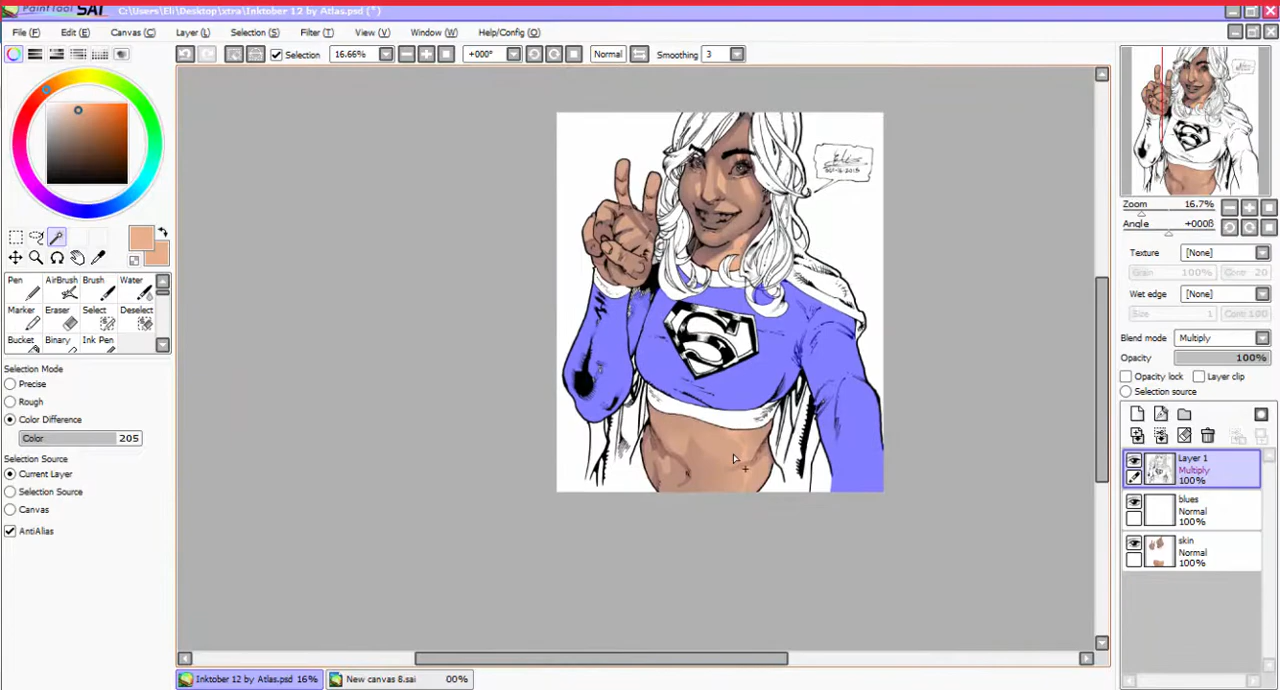 PaintTool SAI C:\Users\Eli\Desktop\xtra\Inktober 12 by Atlas.psd (*)
File (F) Edit (E) Canvas (C) Layer (L) Selection (S) Filter (T) View (V) Window (W) Help/Config (O)
Selection 16.66% +000° Normal Smoothing 3
Zoom 16.7%
Angle +000ß
Texture [None]
Grain 100% Contr 20
Wet edge [None]
Size 1 Cont 100
Blend mode Multiply
Opacity 100%
Opacity lock Layer clip
Selection source
Layer 1
Multiply
100%
blues
Normal
100%
skin
Normal
100%
Pen AirBrush Brush Water
Marker Eraser Select Deselect
Bucket Binary Ink Pen
Selection Mode
Precise
Rough
Color Difference
Color 205
Selection Source
Current Layer
Selection Source
Canvas
AntiAlias
S
Inktober 12 by Atlas.psd 16% New canvas 8.sai 00%